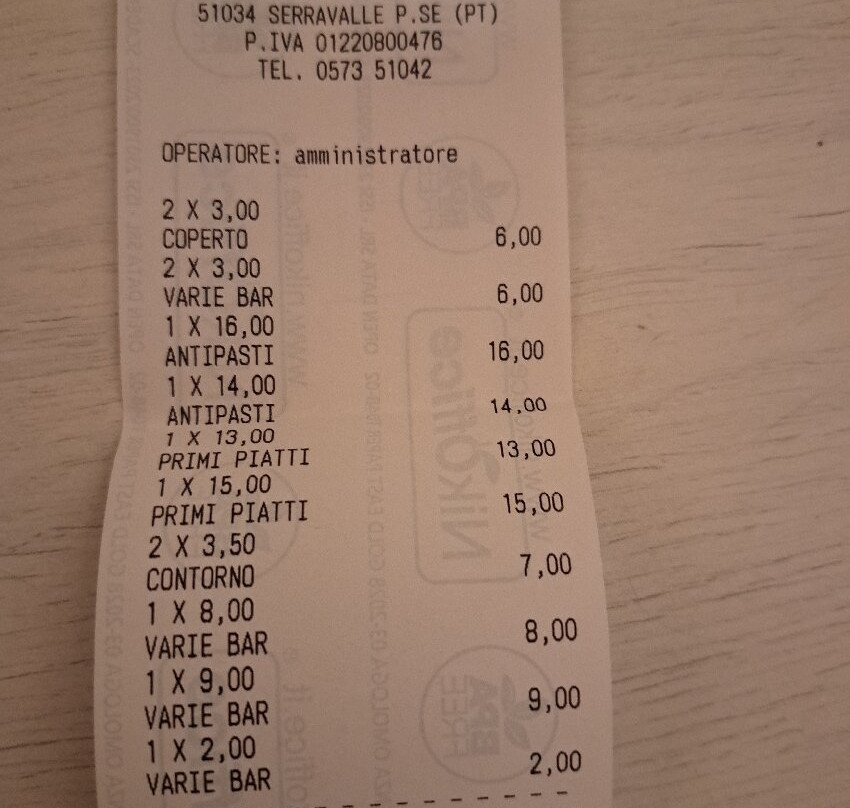 51034 SERRAVALLE P.SE (PT)
P.IVA 01220800476
TEL. 0573 51042
OPERATORE: amministratore
2 X 3,00
COPERTO 6,00
2 X 3,00
VARIE BAR 6,00
1 X 16,00
ANTIPASTI 16,00
1 X 14,00
ANTIPASTI 14,00
1 X 13,00
PRIMI PIATTI 13,00
1 X 15,00
PRIMI PIATTI 15,00
2 X 3,50
CONTORNO 7,00
1 X 8,00
VARIE BAR 8,00
1 X 9,00
VARIE BAR 9,00
1 X 2,00
VARIE BAR 2,00